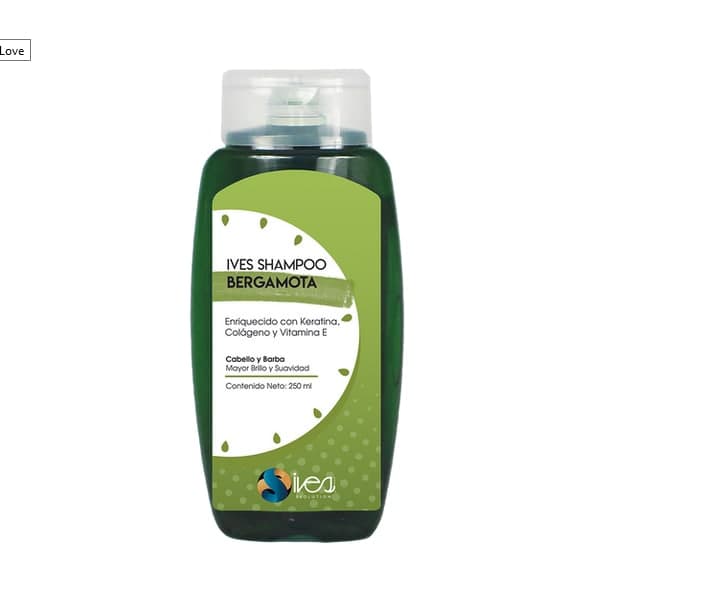 Love
IVES SHAMPOO
BERGAMOTA
Enriquecido con Keratina,
Colágeno y Vitamina E
Cabello y Barba
Mayor Brillo y Suavidad
Contenido Neto: 250 ml
ives
EVOLUTION